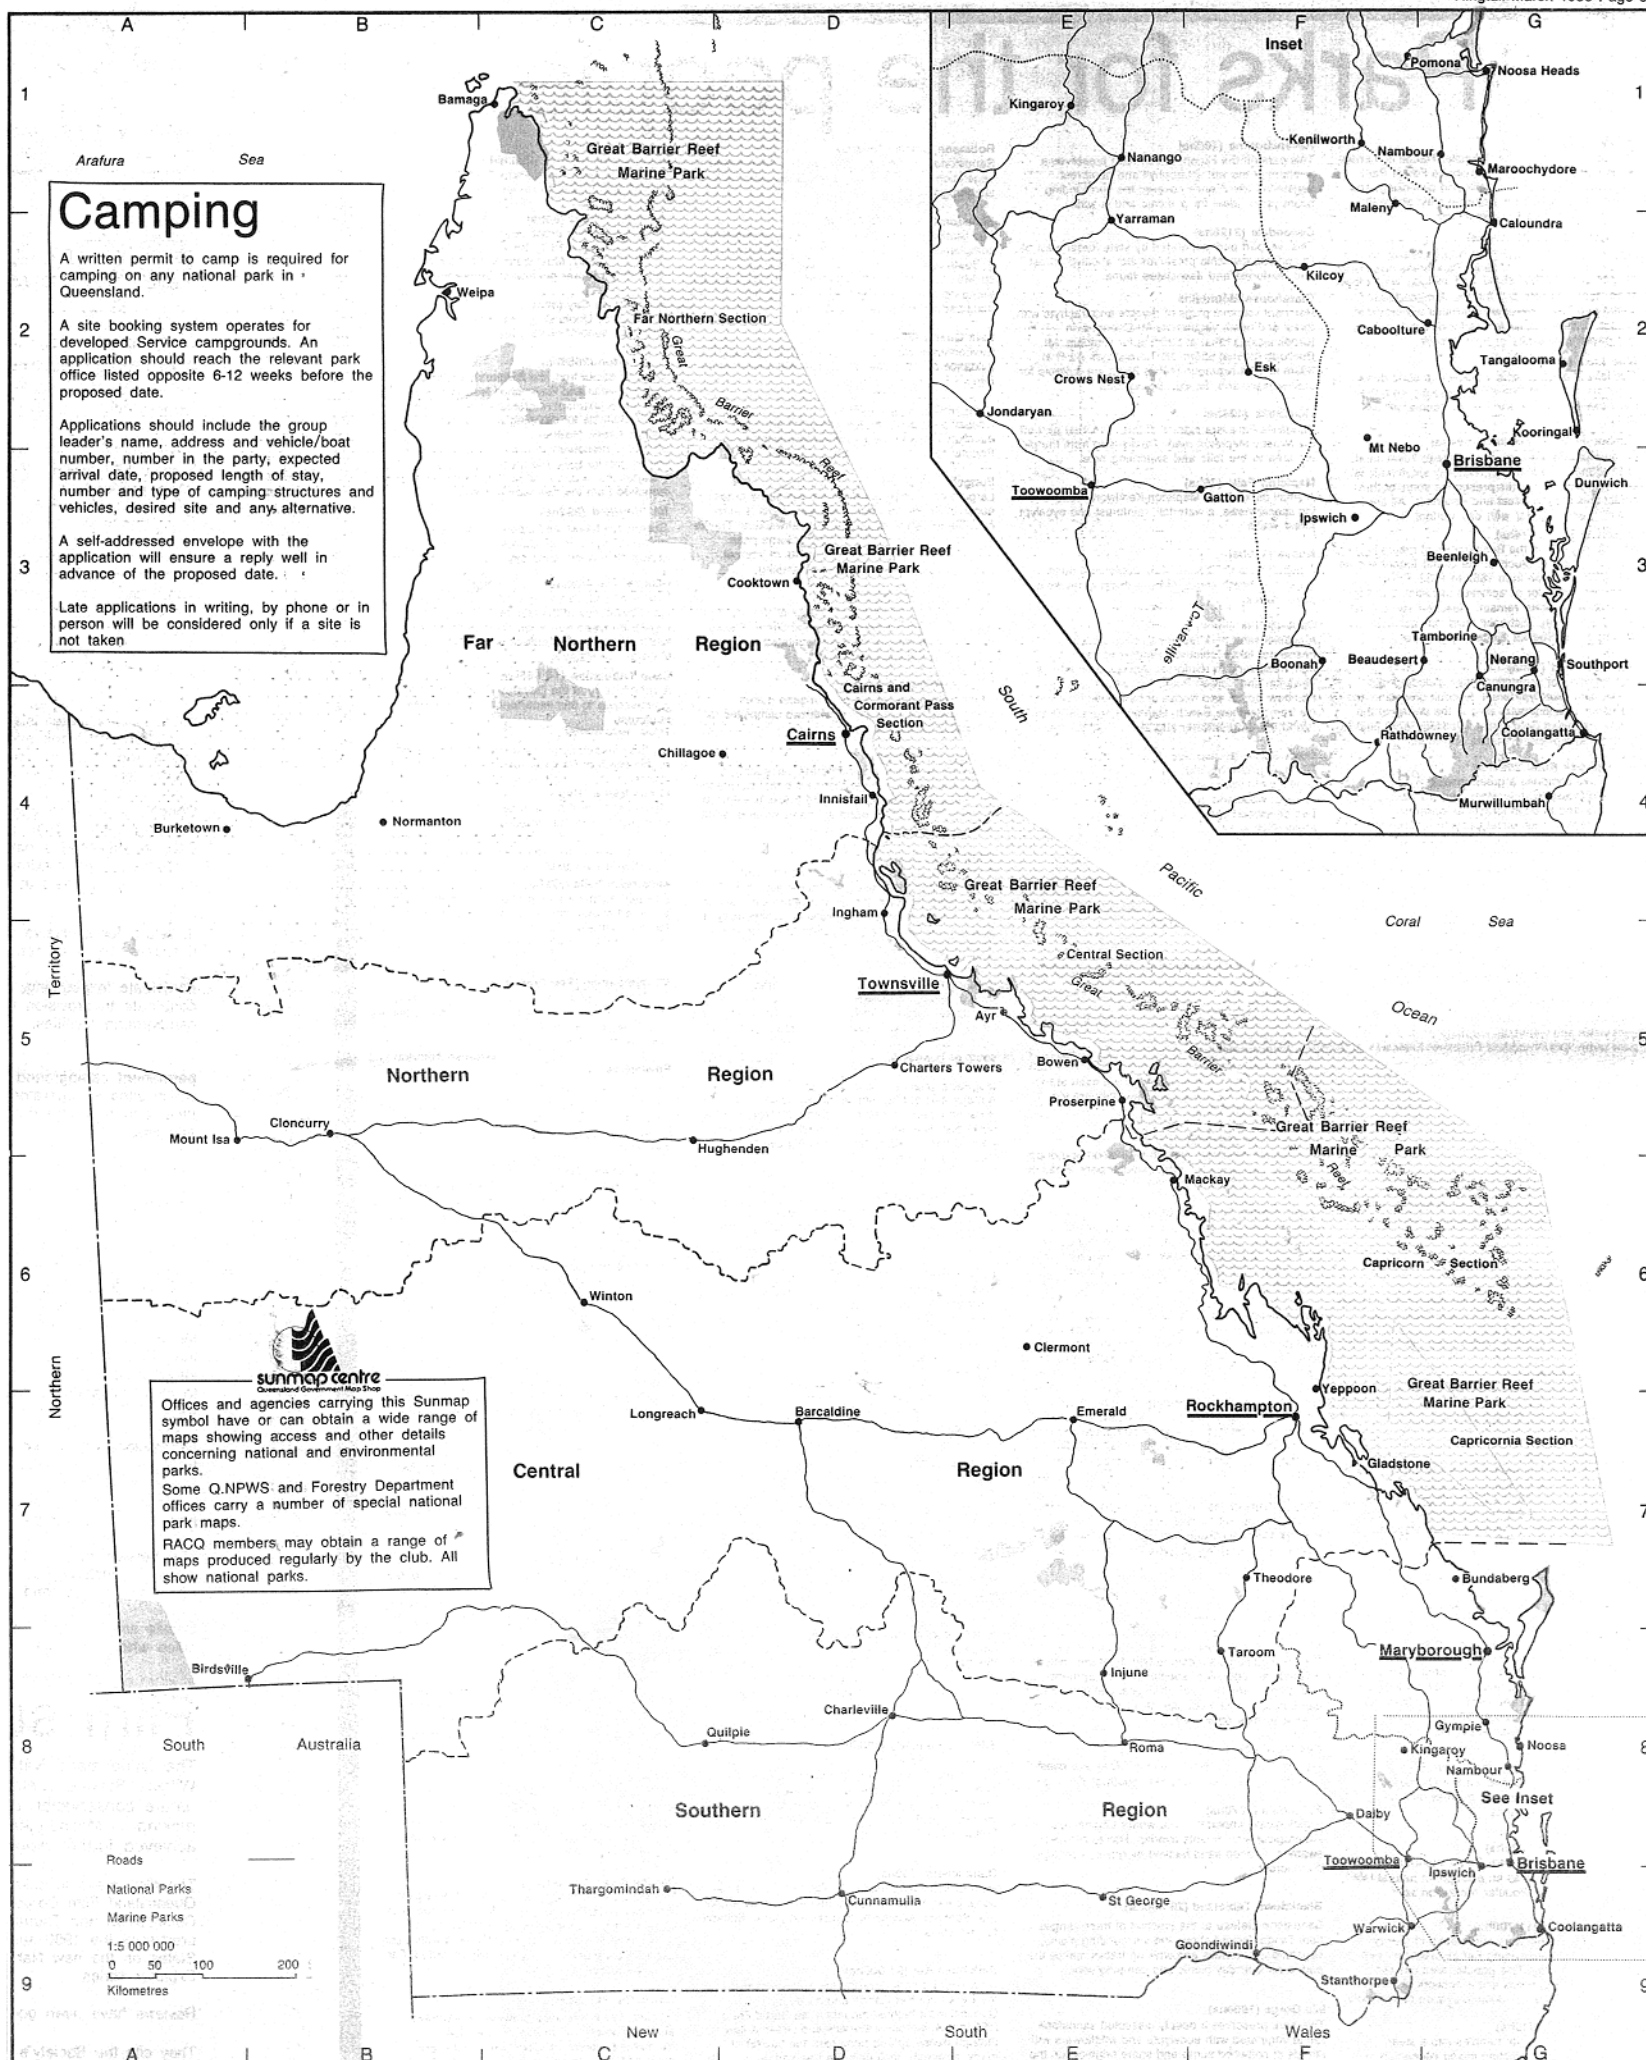 A B C D E F G
1
2
3
4
5
6
7
8
9
Arafura Sea
Camping
A written permit to camp is required for
camping on any national park in
Queensland.
A site booking system operates for
developed Service campgrounds. An
application should reach the relevant park
office listed opposite 6-12 weeks before the
proposed date.
Applications should include the group
leader's name, address and vehicle/boat
number, number in the party, expected
arrival date, proposed length of stay,
number and type of camping structures and
vehicles, desired site and any alternative.
A self-addressed envelope with the
application will ensure a reply well in
advance of the proposed date.
Late applications in writing, by phone or in
person will be considered only if a site is
not taken
Bamaga
Great Barrier Reef
Marine Park
Weipa
Far Northern Section
Great
Barrier
Reef
Great Barrier Reef
Marine Park
Cooktown
Far Northern Region
Cairns and
Cormorant Pass
Section
Cairns
Chillagoe
Innisfail
Burketown
Normanton
South
Pacific
Ocean
Coral Sea
Inset
Pomona
Noosa Heads
Kingaroy
Kenilworth
Nambour
Nanango
Maroochydore
Maleny
Yarraman
Caloundra
Kilcoy
Caboolture
Tangalooma
Esk
Crows Nest
Jondaryan
Kooringal
Mt Nebo
Brisbane
Dunwich
Toowoomba
Gatton
Ipswich
Beenleigh
Townsville
Tamborine
Boonah
Beaudesert
Nerang
Southport
Canungra
Rathdowney
Coolangatta
Murwillumbah
Great Barrier Reef
Marine Park
Ingham
Central Section
Great
Townsville
Ayr
Barrier
Bowen
Charters Towers
Northern Region
Proserpine
Cloncurry
Mount Isa
Hughenden
Great Barrier Reef
Marine Park
Reef
Mackay
Capricorn Section
Winton
Clermont
Territory
Northern
sunmap centre
Queensland Government Map Shop
Offices and agencies carrying this Sunmap
symbol have or can obtain a wide range of
maps showing access and other details
concerning national and environmental
parks.
Some Q.NPWS and Forestry Department
offices carry a number of special national
park maps.
RACQ members may obtain a range of
maps produced regularly by the club. All
show national parks.
Yeppoon
Great Barrier Reef
Marine Park
Longreach
Barcaldine
Emerald
Rockhampton
Capricornia Section
Gladstone
Central Region
Theodore
Bundaberg
Maryborough
Taroom
Birdsville
Injune
Charleville
Quilpie
Roma
Gympie
Kingaroy
Noosa
Nambour
See Inset
South Australia
Southern Region
Dalby
Toowoomba
Ipswich
Brisbane
Thargomindah
Cunnamulla
St George
Warwick
Coolangatta
Goondiwindi
Stanthorpe
Roads
National Parks
Marine Parks
1:5 000 000
0 50 100 200
Kilometres
New South Wales
A B C D E F G